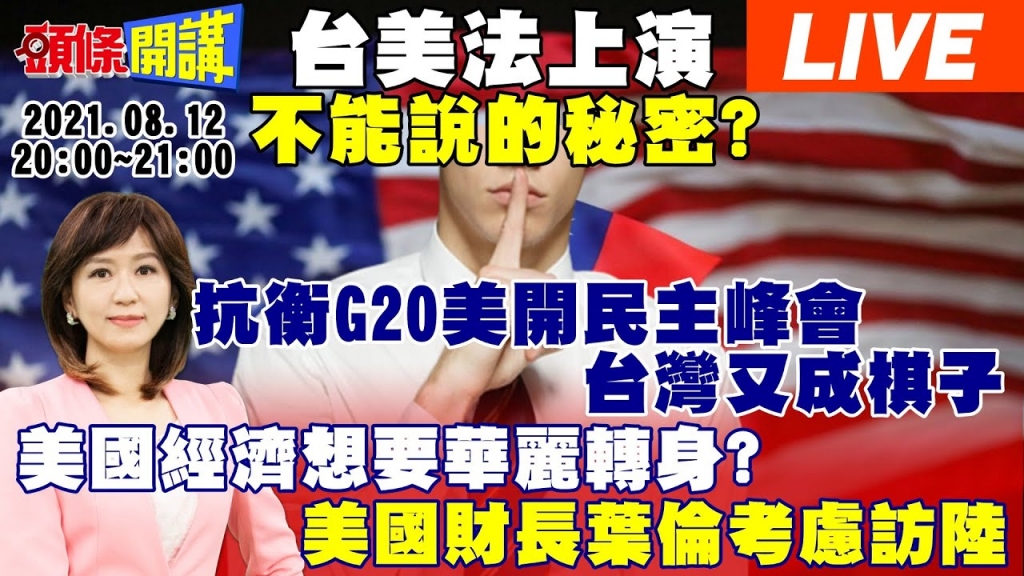 頭條開講
台美法上演
LIVE
2021.08.12
不能說的秘密?
20:00~21:00
抗衡G20美開民主峰會
台灣又成棋子
美國經濟想要華麗轉身?
美國財長葉倫考慮訪陸